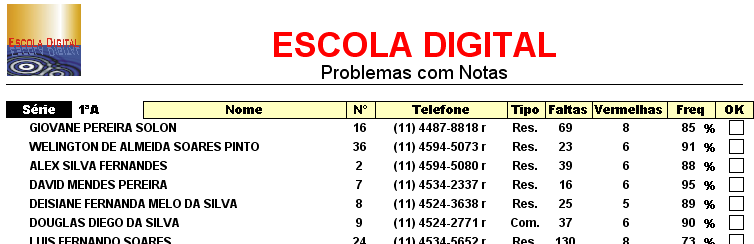 ESCOLA DIGITAL
ESCOLA DIGITAL
Problemas com Notas
Série 1ªA Nome Nº Telefone Tipo Faltas Vermelhas Freq OK
GIOVANE PEREIRA SOLON 16 (11) 4487-8818 r Res. 69 8 85 %
WELINGTON DE ALMEIDA SOARES PINTO 36 (11) 4594-5073 r Res. 23 6 91 %
ALEX SILVA FERNANDES 2 (11) 4594-5080 r Res. 39 6 88 %
DAVID MENDES PEREIRA 7 (11) 4534-2337 r Res. 16 6 95 %
DEISIANE FERNANDA MELO DA SILVA 8 (11) 4524-3638 r Res. 25 5 89 %
DOUGLAS DIEGO DA SILVA 9 (11) 4524-2771 r Com. 37 6 90 %
LUIS FERNANDO SOARES 24 (11) 4534-5652 r Res. 130 8 73 %